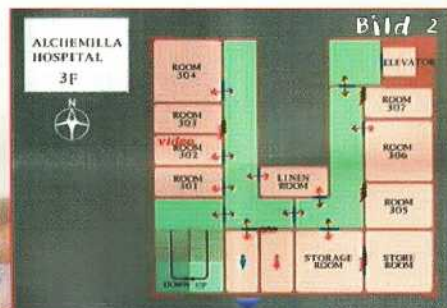 Bild 2
ALCHEMILLA
HOSPITAL
3F
N
ROOM
304
ROOM
303
video
ROOM
302
ROOM
301
ELEVATOR
ROOM
307
ROOM
306
ROOM
305
LINEN
ROOM
STORAGE
ROOM
STORE
ROOM
DOWN UP